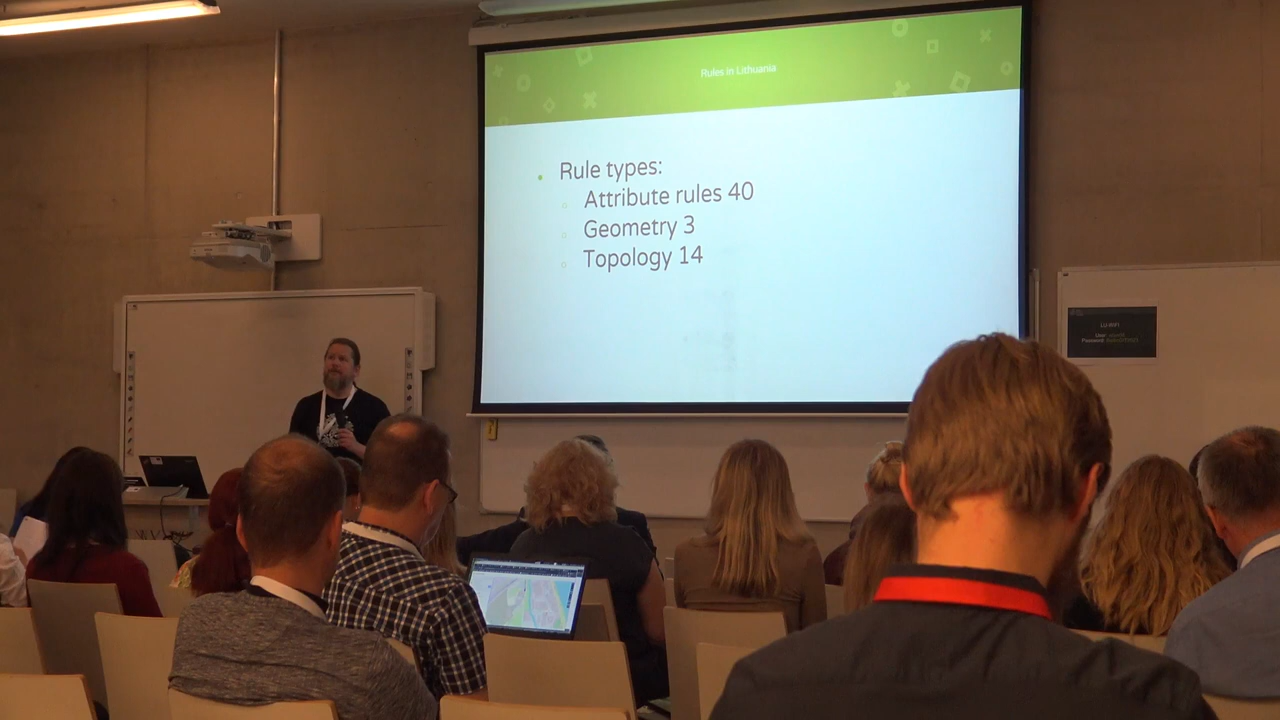 Rules in Lithuania
Rule types:
Attribute rules 40
Geometry 3
Topology 14